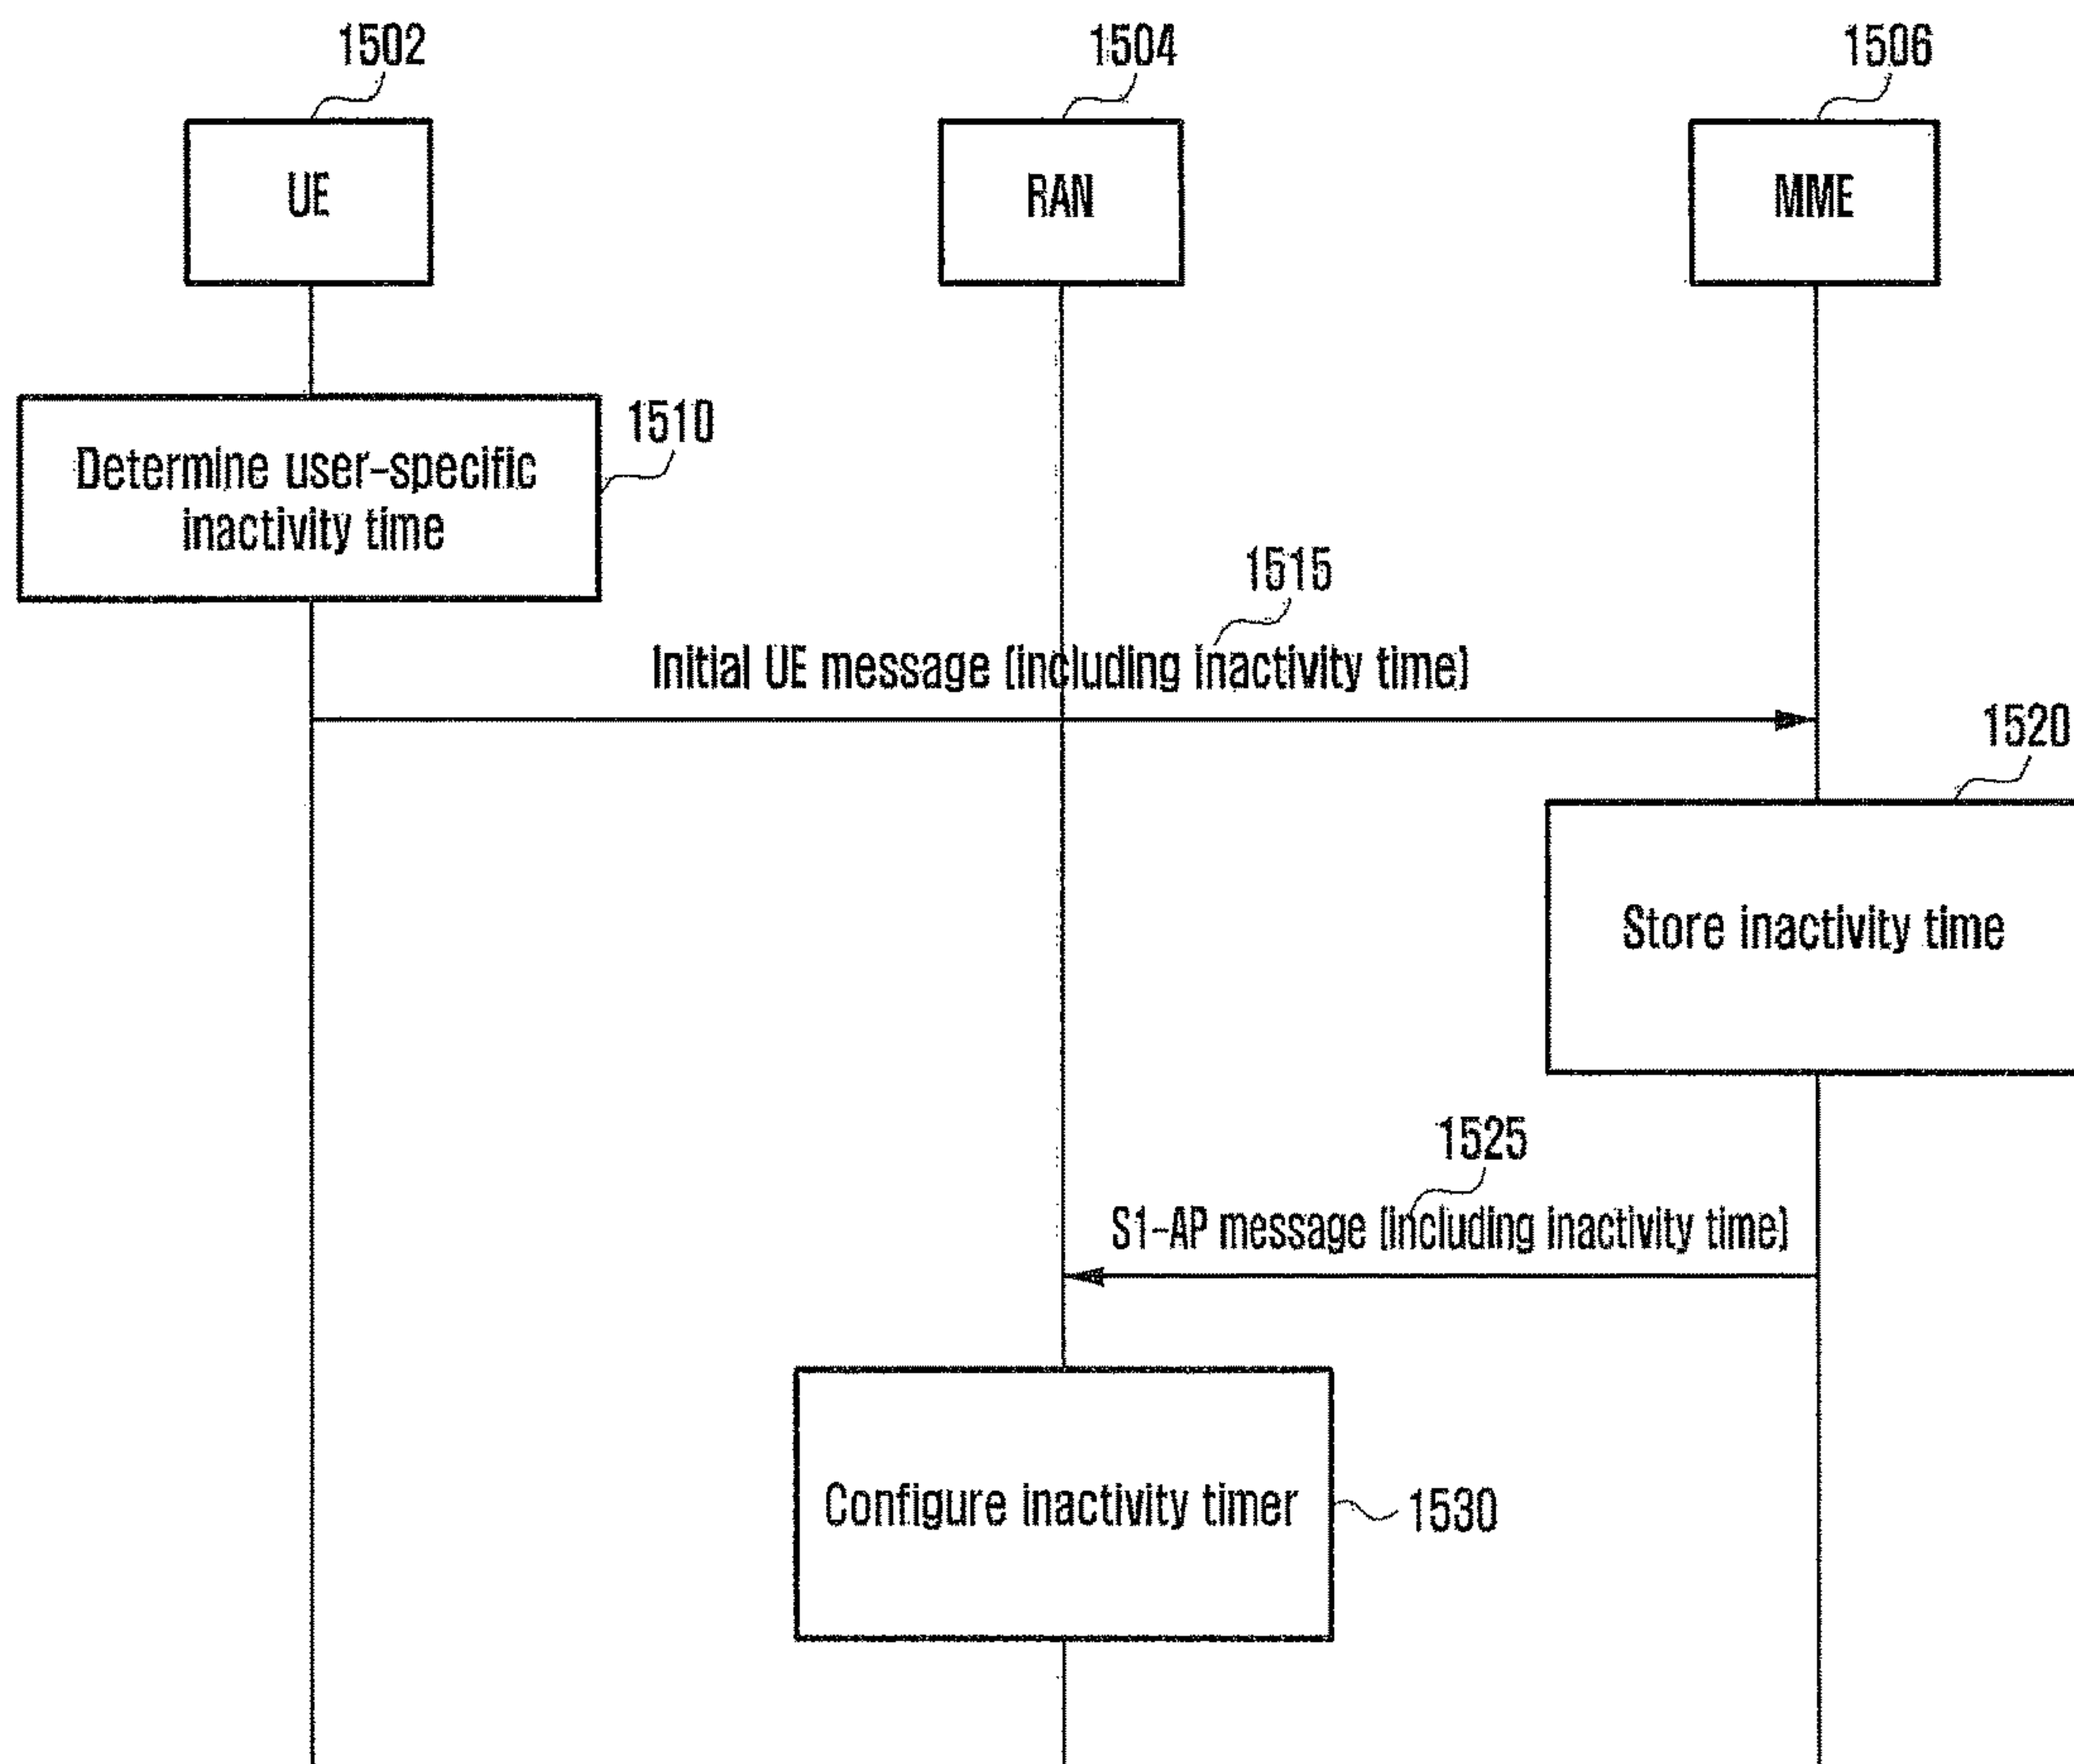 1502
1504
1506
UE
RAN
MME
1510
Determine user-specific
inactivity time
1515
Initial UE message (including inactivity time)
1520
Store inactivity time
1525
S1-AP message (including inactivity time)
Configure inactivity timer
1530